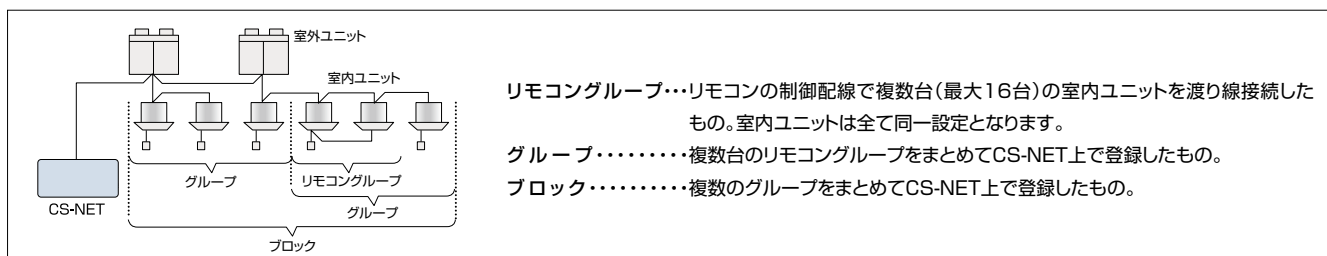 室外ユニット
室内ユニット
グループ
リモコングループ
グループ
CS-NET
ブロック
リモコングループ･･･リモコンの制御配線で複数台(最大16台)の室内ユニットを渡り線接続した
もの。室内ユニットは全て同一設定となります。
グループ･････････複数台のリモコングループをまとめてCS-NET上で登録したもの。
ブロック･･････････複数のグループをまとめてCS-NET上で登録したもの。